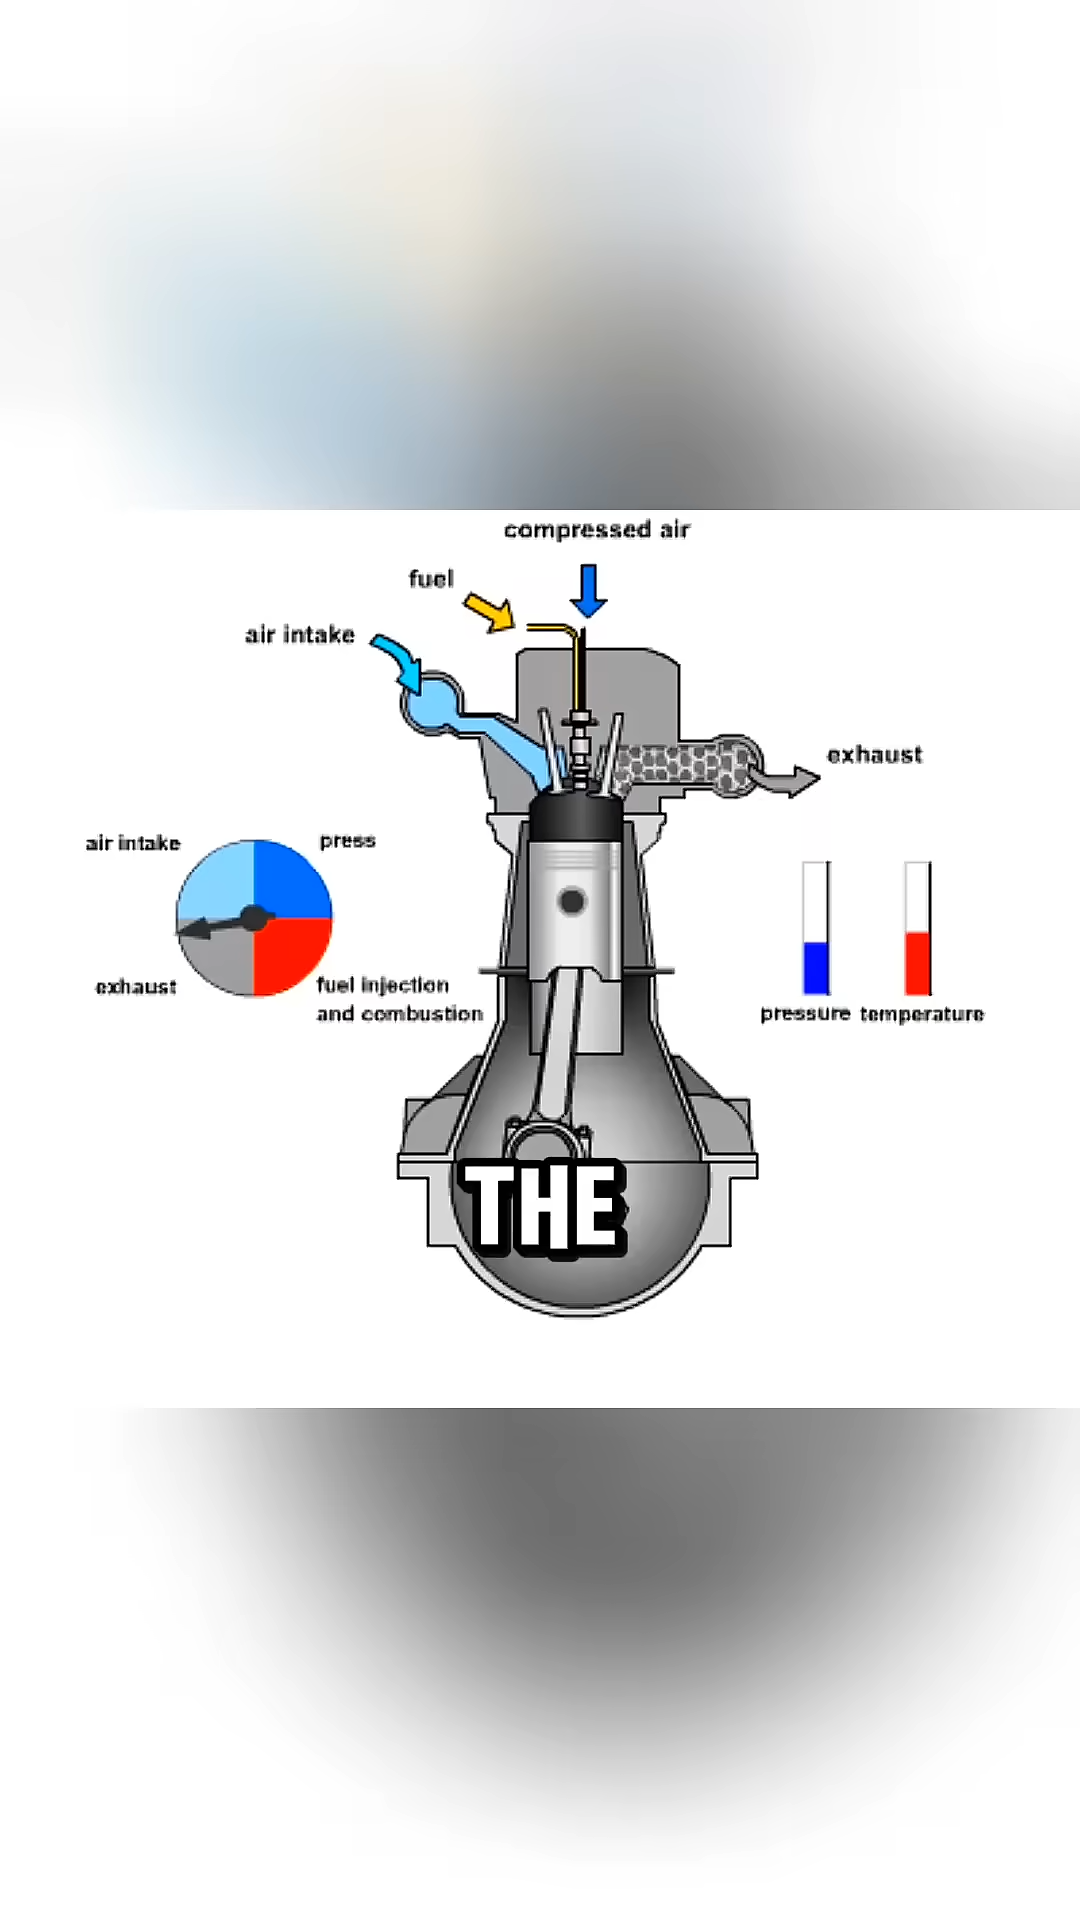 compressed air
fuel
air intake
exhaust
air intake
press
exhaust
fuel injection
and combustion
pressure
temperature
THE